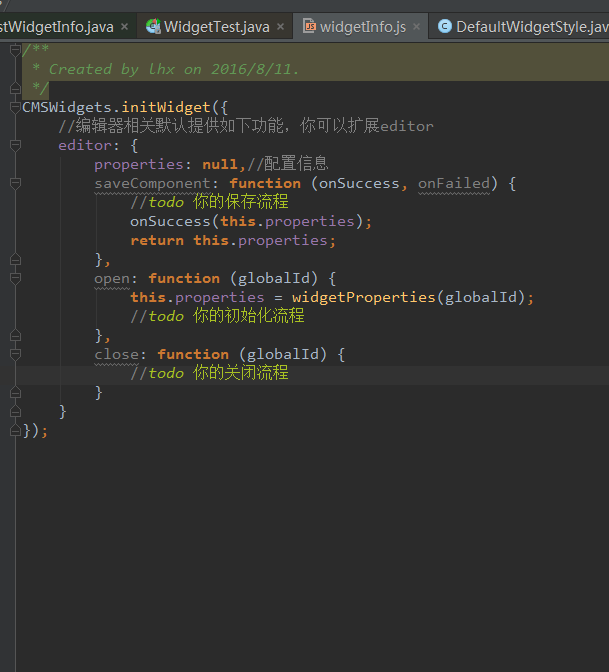 stWidgetInfo.java × WidgetTest.java × widgetInfo.js × DefaultWidgetStyle.jav
/**
* Created by lhx on 2016/8/11.
*/
CMSWidgets.initWidget({
//编辑器相关默认提供如下功能，你可以扩展editor
editor: {
properties: null,//配置信息
saveComponent: function (onSuccess, onFailed) {
//todo 你的保存流程
onSuccess(this.properties);
return this.properties;
},
open: function (globalId) {
this.properties = widgetProperties(globalId);
//todo 你的初始化流程
},
close: function (globalId) {
//todo 你的关闭流程
}
}
});